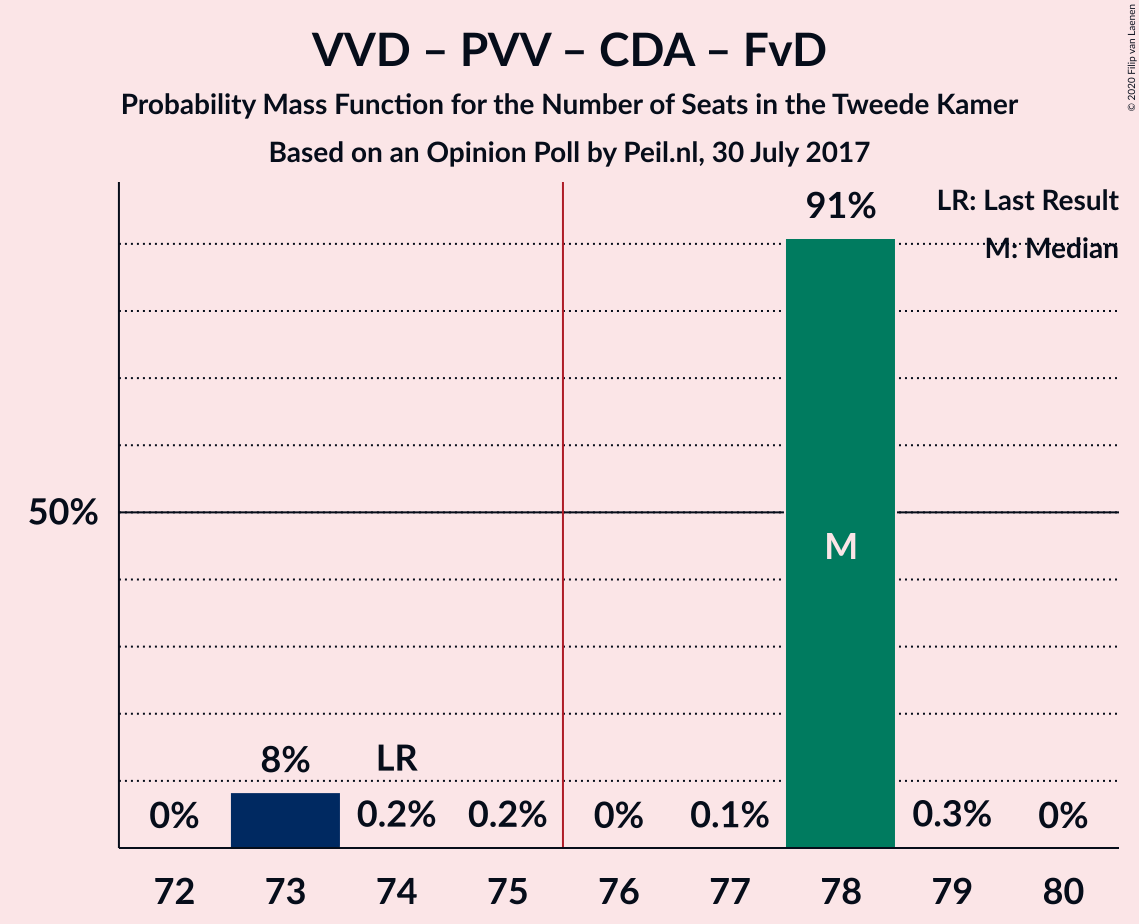 VVD – PVV – CDA – FvD
Probability Mass Function for the Number of Seats in the Tweede Kamer
Based on an Opinion Poll by Peil.nl, 30 July 2017
© 2020 Filip van Laenen
LR: Last Result
M: Median
91%
50%
M
8%
LR
0%
0.2%
0.2%
0%
0.1%
0.3%
0%
72 73 74 75 76 77 78 79 80